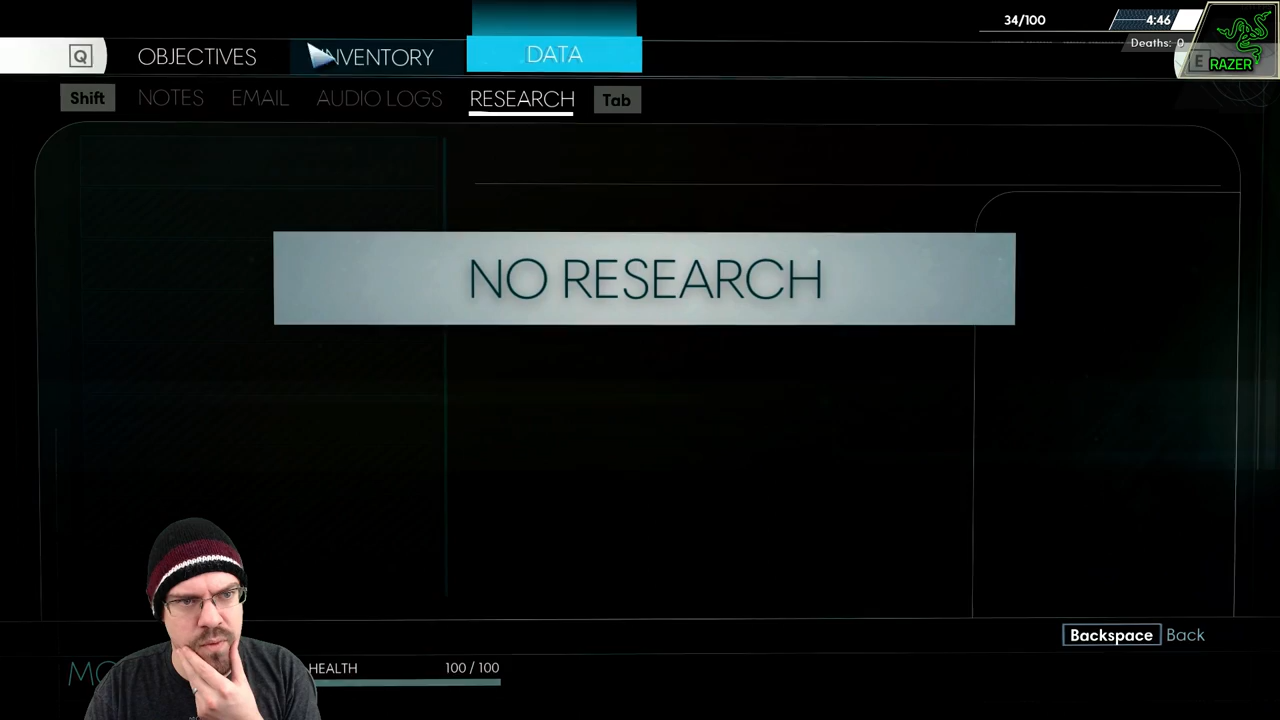 34/100
4:46
Deaths: 0
Q OBJECTIVES INVENTORY DATA E
RAZER
Shift NOTES EMAIL AUDIO LOGS RESEARCH Tab
NO RESEARCH
Backspace Back
HEALTH 100 / 100